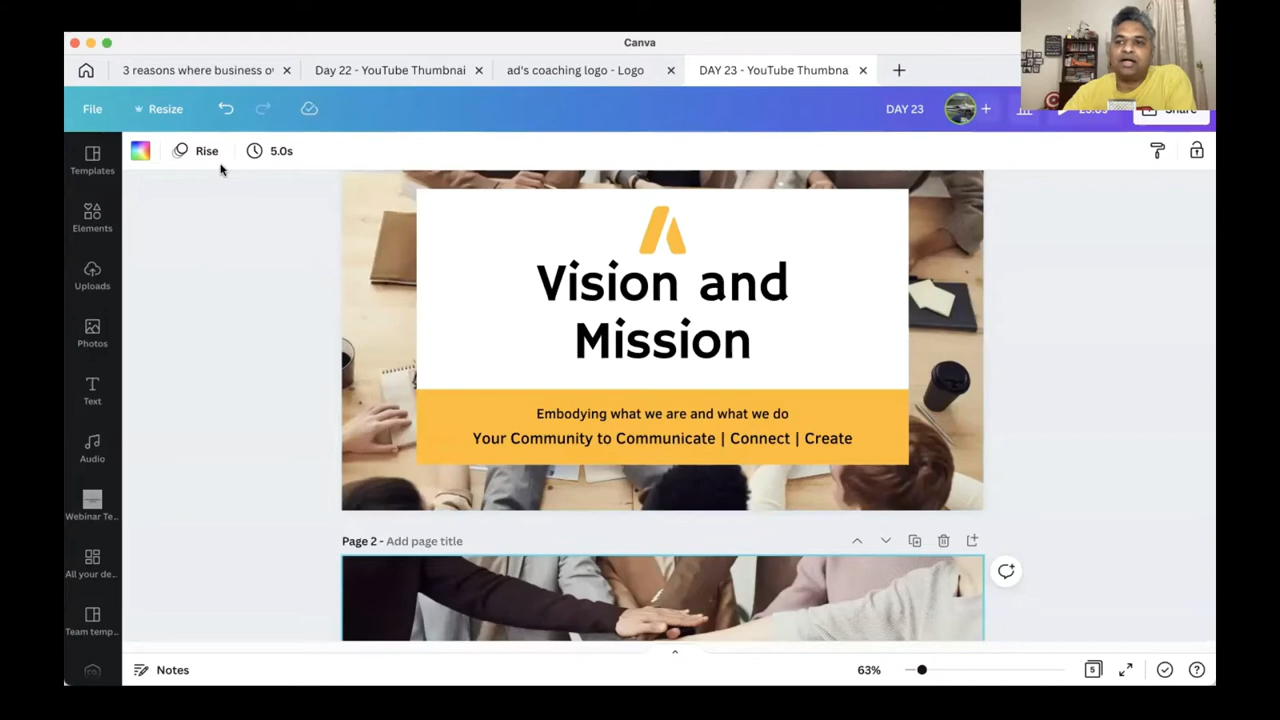 Canva
3 reasons where business o
Day 22 - YouTube Thumbnai
ad's coaching logo - Logo
DAY 23 - YouTube Thumbna
File
Resize
DAY 23
Rise
5.0s
Templates
Elements
Uploads
Photos
Text
Audio
Webinar Te...
All your de...
Team temp...
Vision and
Mission
Embodying what we are and what we do
Your Community to Communicate | Connect | Create
Page 2 - Add page title
Notes
63%
5